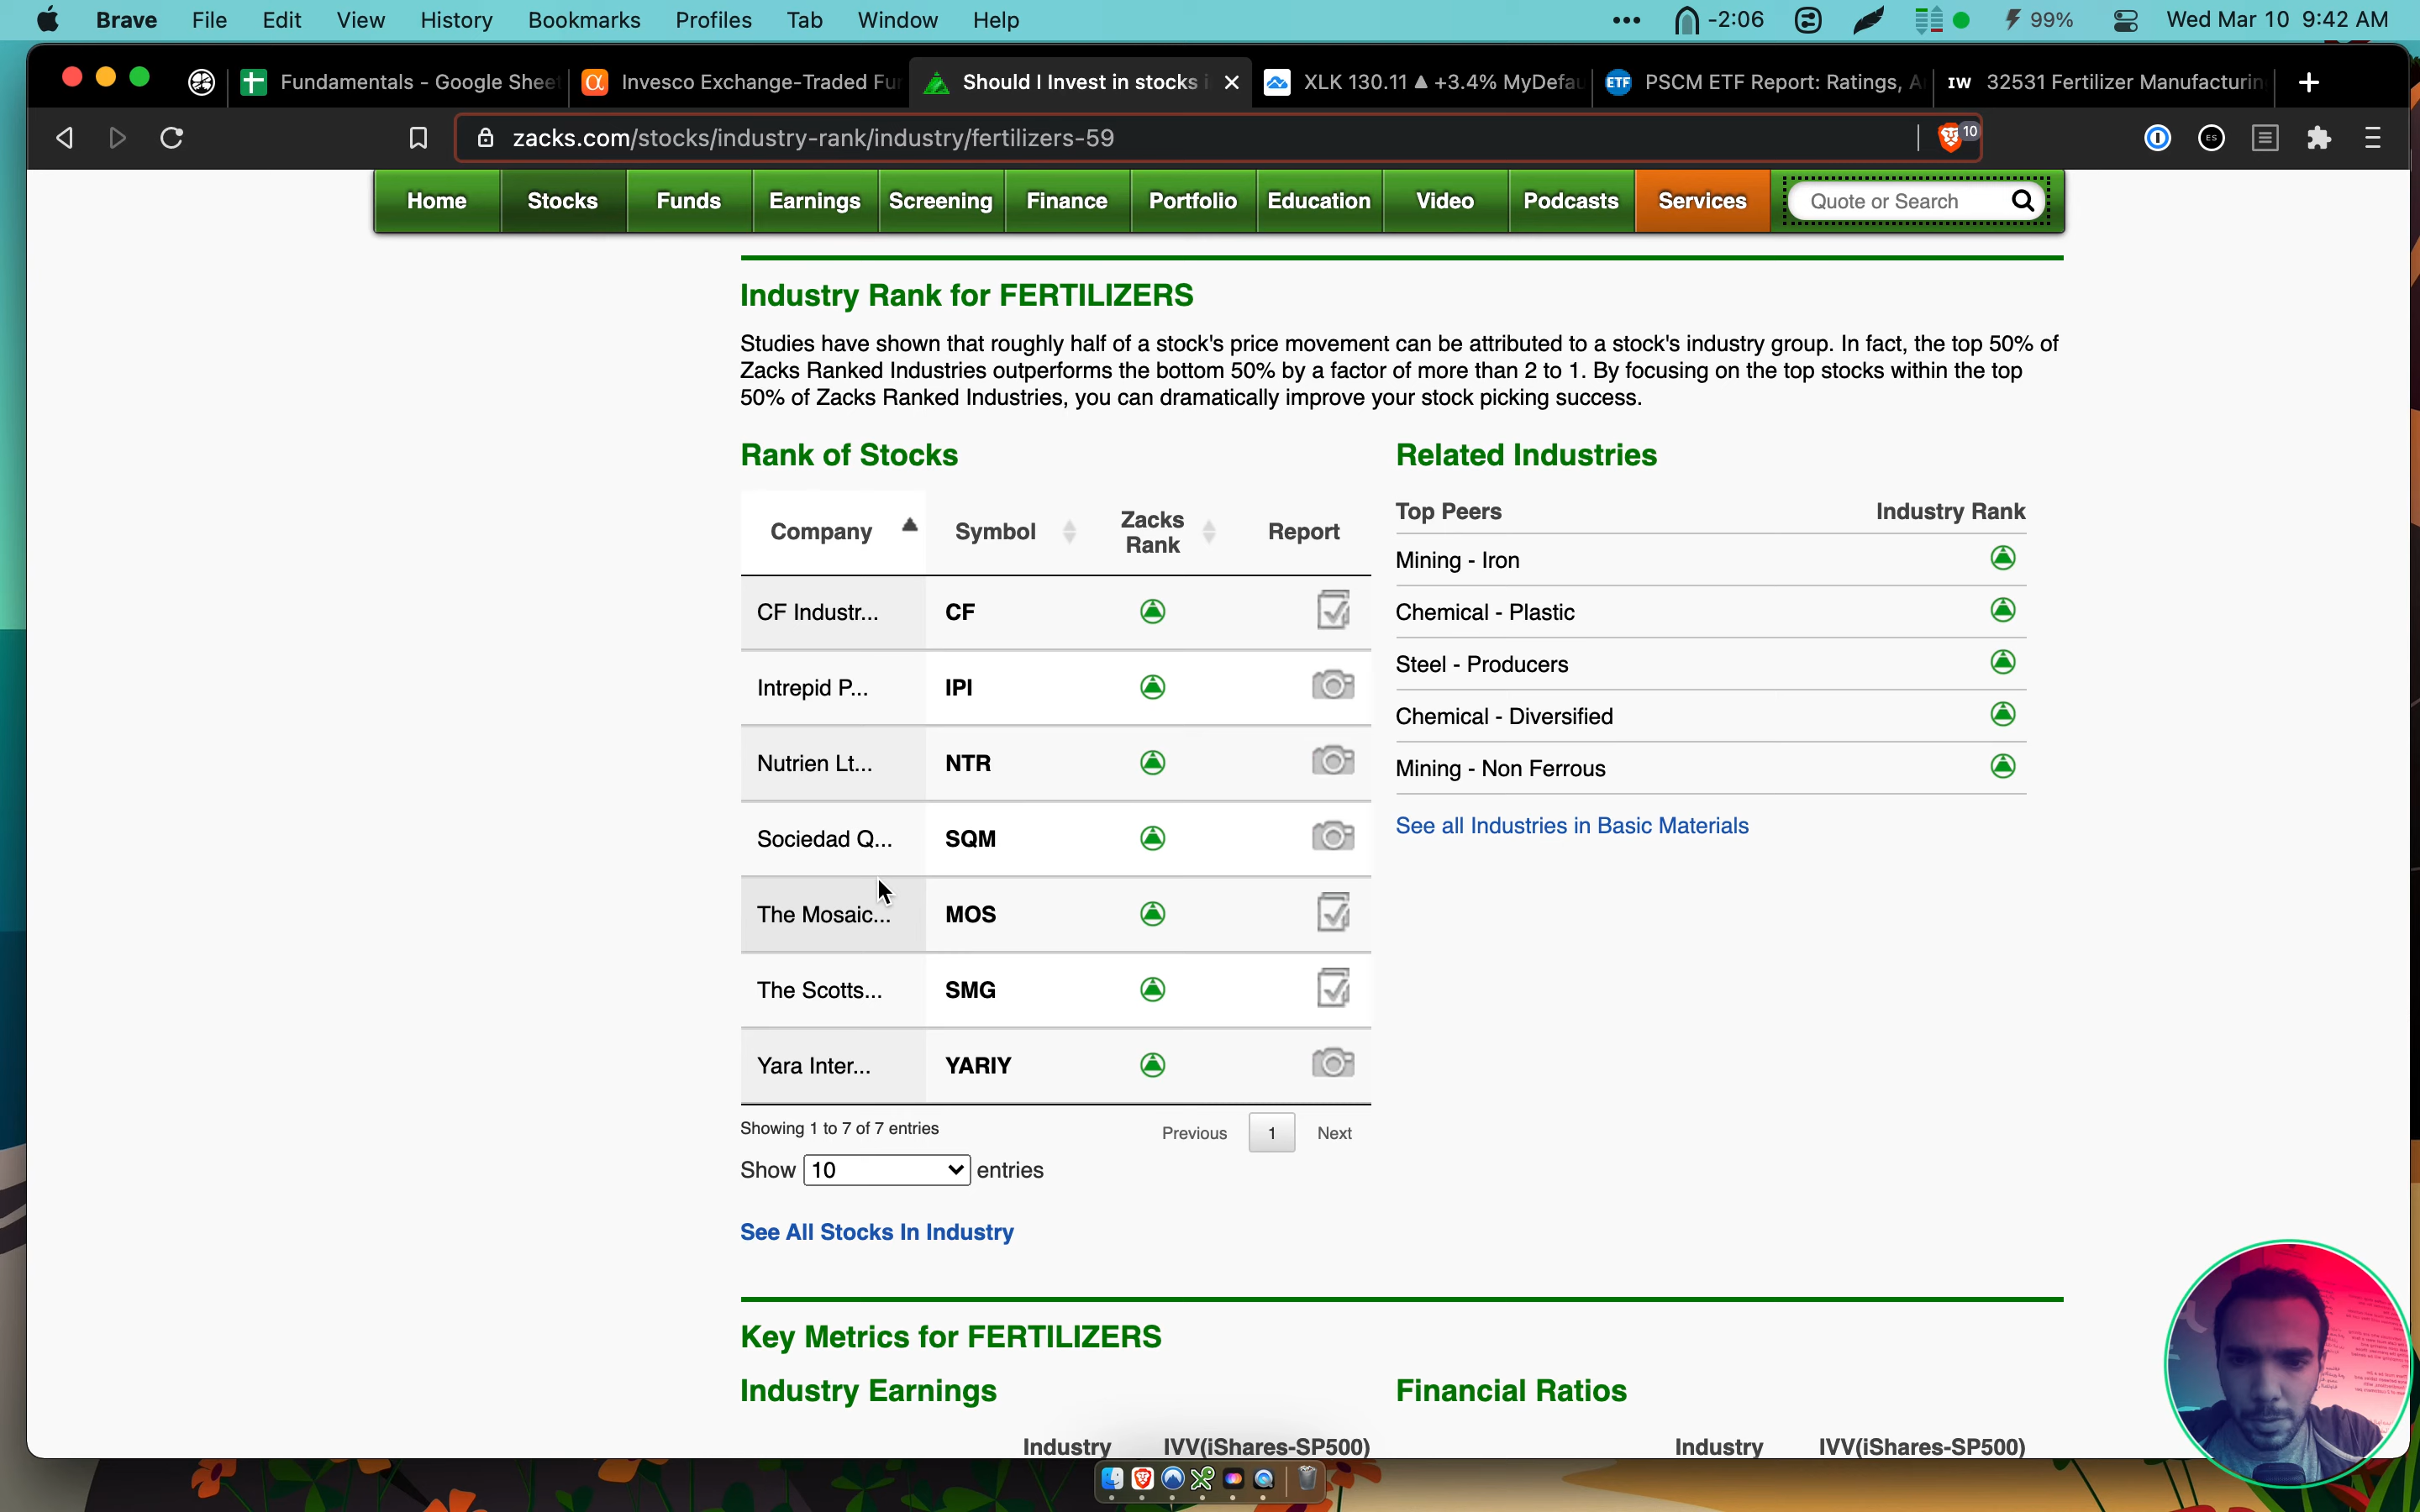 Brave File Edit View History Bookmarks Profiles Tab Window Help ••• -2:06 99% Wed Mar 10 9:42 AM
Fundamentals - Google Shee Invesco Exchange-Traded Fun Should I Invest in stocks i XLK 130.11 ▲ +3.4% MyDefau ETF PSCM ETF Report: Ratings, A IW 32531 Fertilizer Manufacturin
zacks.com/stocks/industry-rank/industry/fertilizers-59 10 ES
Home Stocks Funds Earnings Screening Finance Portfolio Education Video Podcasts Services Quote or Search
Industry Rank for FERTILIZERS
Studies have shown that roughly half of a stock's price movement can be attributed to a stock's industry group. In fact, the top 50% of
Zacks Ranked Industries outperforms the bottom 50% by a factor of more than 2 to 1. By focusing on the top stocks within the top
50% of Zacks Ranked Industries, you can dramatically improve your stock picking success.
Rank of Stocks
Company Symbol Zacks Rank Report
CF Industr... CF
Intrepid P... IPI
Nutrien Lt... NTR
Sociedad Q... SQM
The Mosaic... MOS
The Scotts... SMG
Yara Inter... YARIY
Showing 1 to 7 of 7 entries
Previous 1 Next
Show 10 entries
See All Stocks In Industry
Related Industries
Top Peers Industry Rank
Mining - Iron
Chemical - Plastic
Steel - Producers
Chemical - Diversified
Mining - Non Ferrous
See all Industries in Basic Materials
Key Metrics for FERTILIZERS
Industry Earnings
Industry IVV(iShares-SP500)
Financial Ratios
Industry IVV(iShares-SP500)